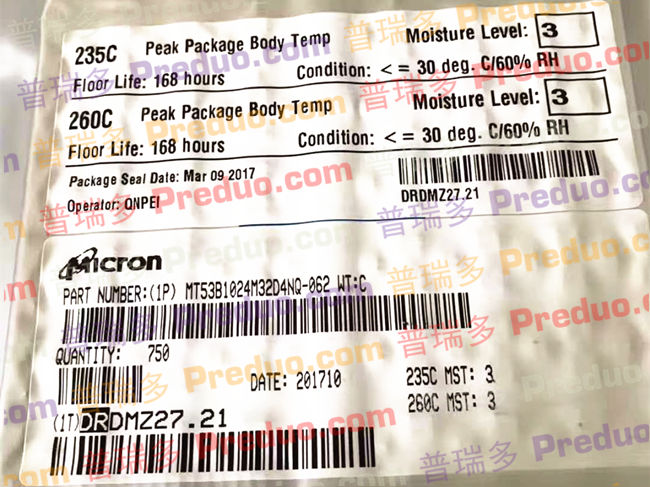 235C Peak Package Body Temp Moisture Level: 3
Floor Life: 168 hours Condition: < = 30 deg. C/60% RH
260C Peak Package Body Temp Moisture Level: 3
Floor Life: 168 hours Condition: < = 30 deg. C/60% RH
Package Seal Date: Mar 09 2017
Operator: QNPEI
DRDMZ27.21
Micron
PART NUMBER:(1P) MT53B1024M32D4NQ-062 WT:C
QUANTITY: 750
DATE: 201710
235C MST: 3
260C MST: 3
(1T)DRDMZ27.21
普瑞多 Preduo.com